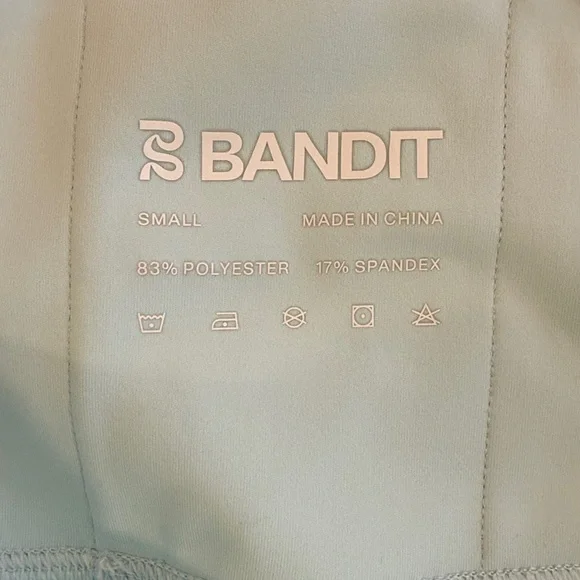 BANDIT
SMALL MADE IN CHINA
83% POLYESTER 17% SPANDEX